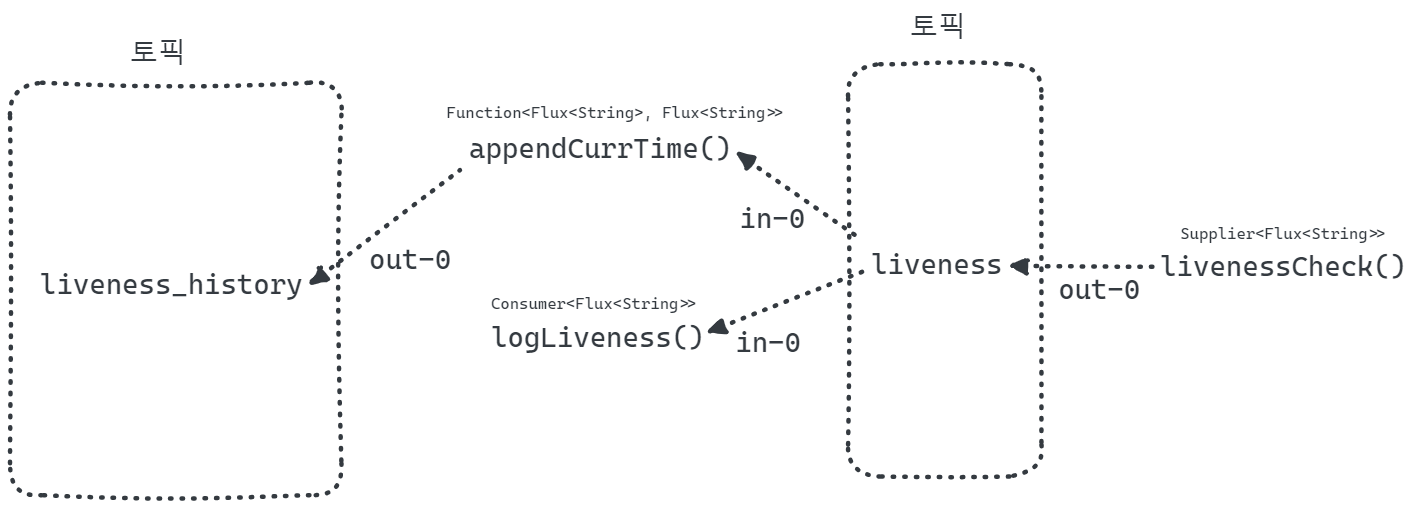 토픽
토픽
Function<Flux<String>, Flux<String>>
appendCurrTime()
in-0
Supplier<Flux<String>>
liveness
livenessCheck()
out-0
out-0
liveness_history
Consumer<Flux<String>>
logLiveness()
in-0